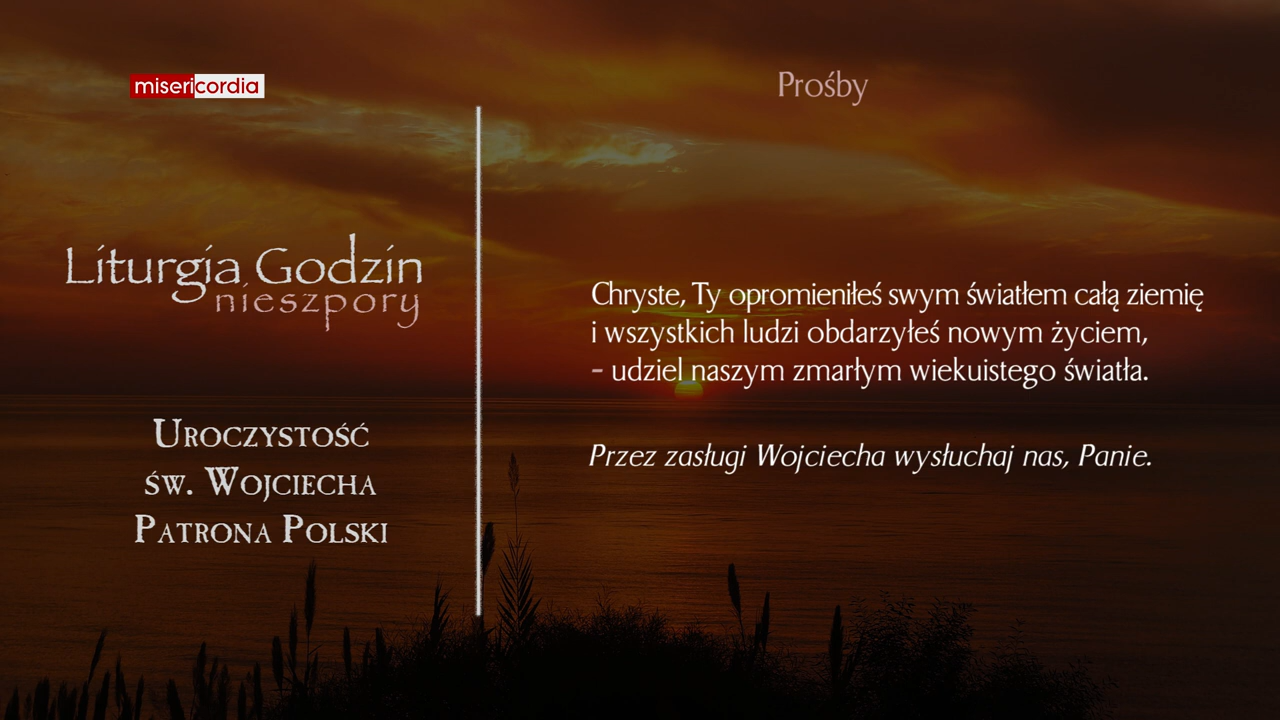 misericordia
Liturgia Godzin
nieszpory
Uroczystość
św. Wojciecha
Patrona Polski
Prośby
Chryste, Ty opromieniłeś swym światłem całą ziemię
i wszystkich ludzi obdarzyłeś nowym życiem,
- udziel naszym zmarłym wiekuistego światła.
Przez zasługi Wojciecha wysłuchaj nas, Panie.